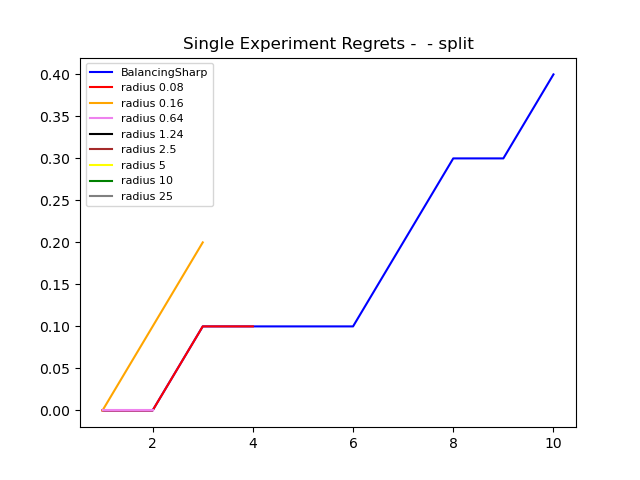 Single Experiment Regrets -  - split
0.40
0.35
0.30
0.25
0.20
0.15
0.10
0.05
0.00
BalancingSharp
radius 0.08
radius 0.16
radius 0.64
radius 1.24
radius 2.5
radius 5
radius 10
radius 25
2
4
6
8
10